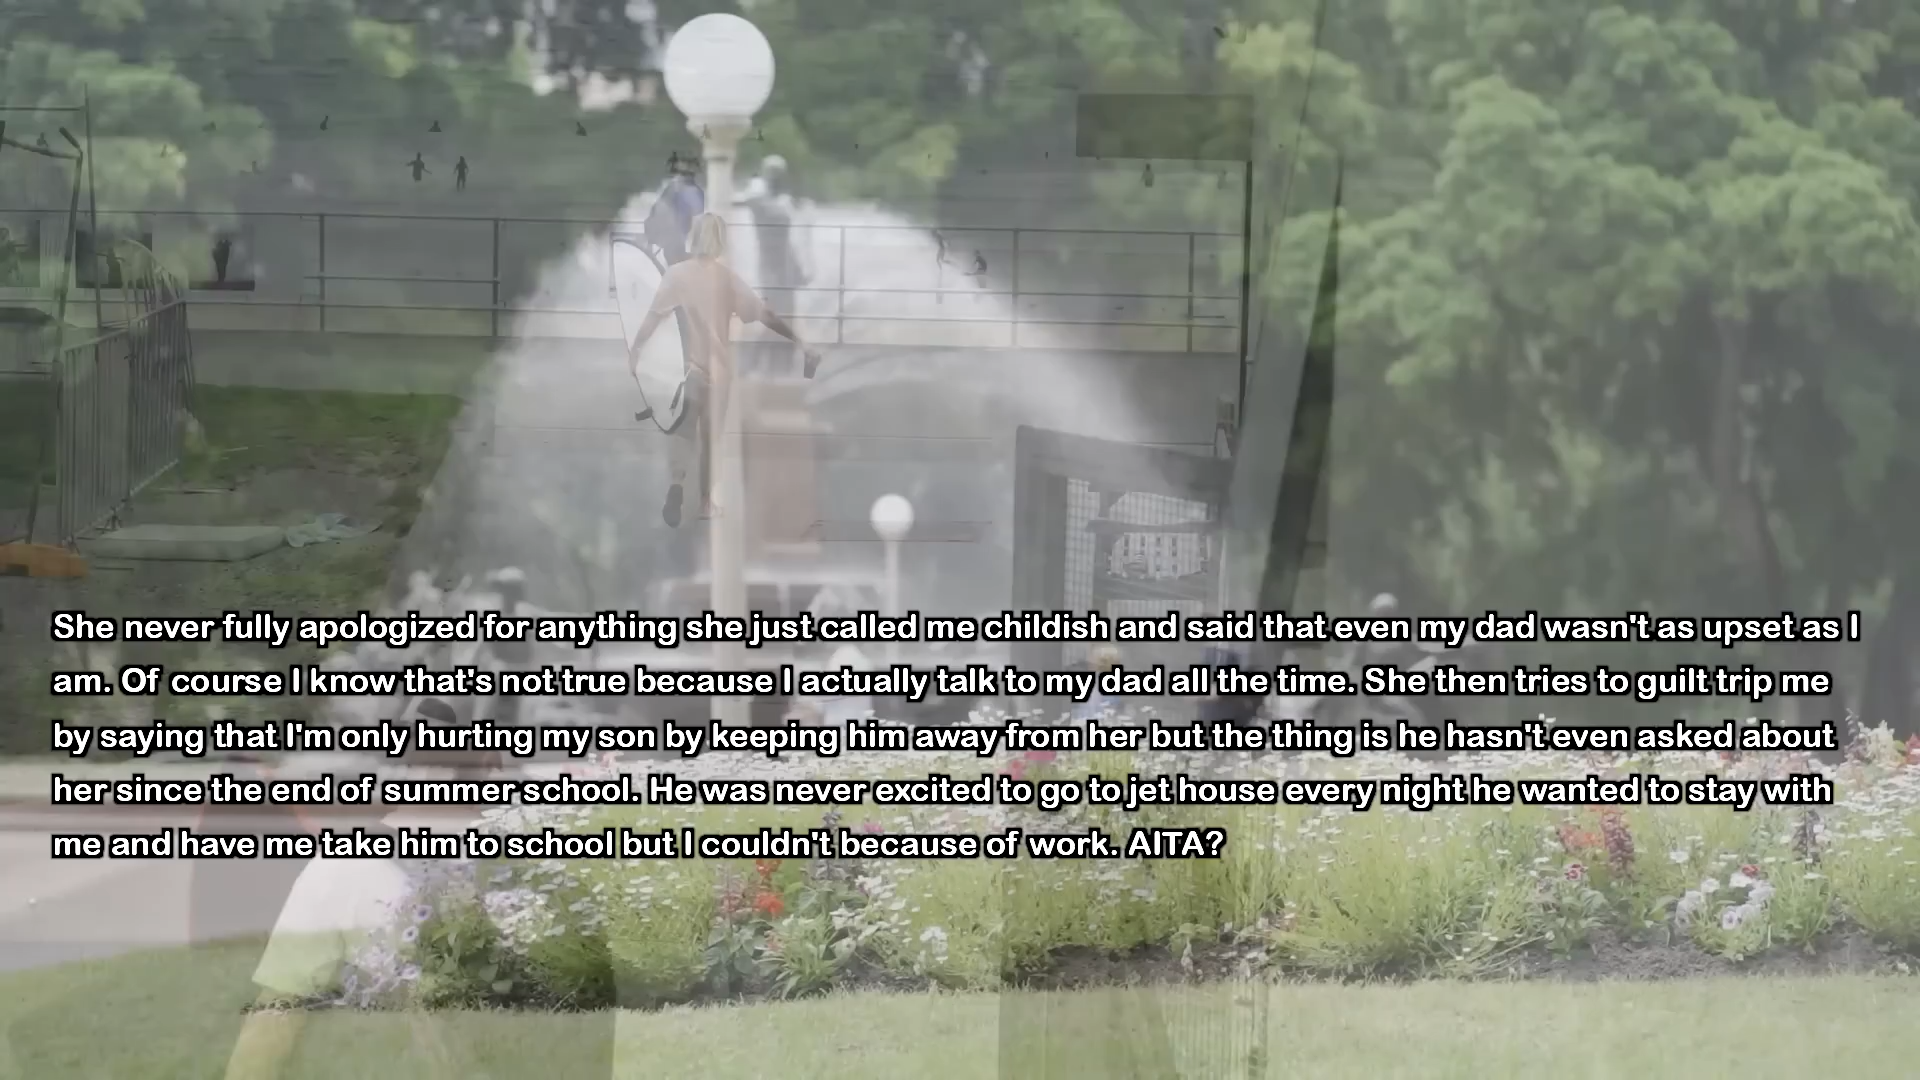 She never fully apologized for anything she just called me childish and said that even my dad wasn't as upset as I
am. Of course I know that's not true because I actually talk to my dad all the time. She then tries to guilt trip me
by saying that I'm only hurting my son by keeping him away from her but the thing is he hasn't even asked about
her since the end of summer school. He was never excited to go to jet house every night he wanted to stay with
me and have me take him to school but I couldn't because of work. AITA?